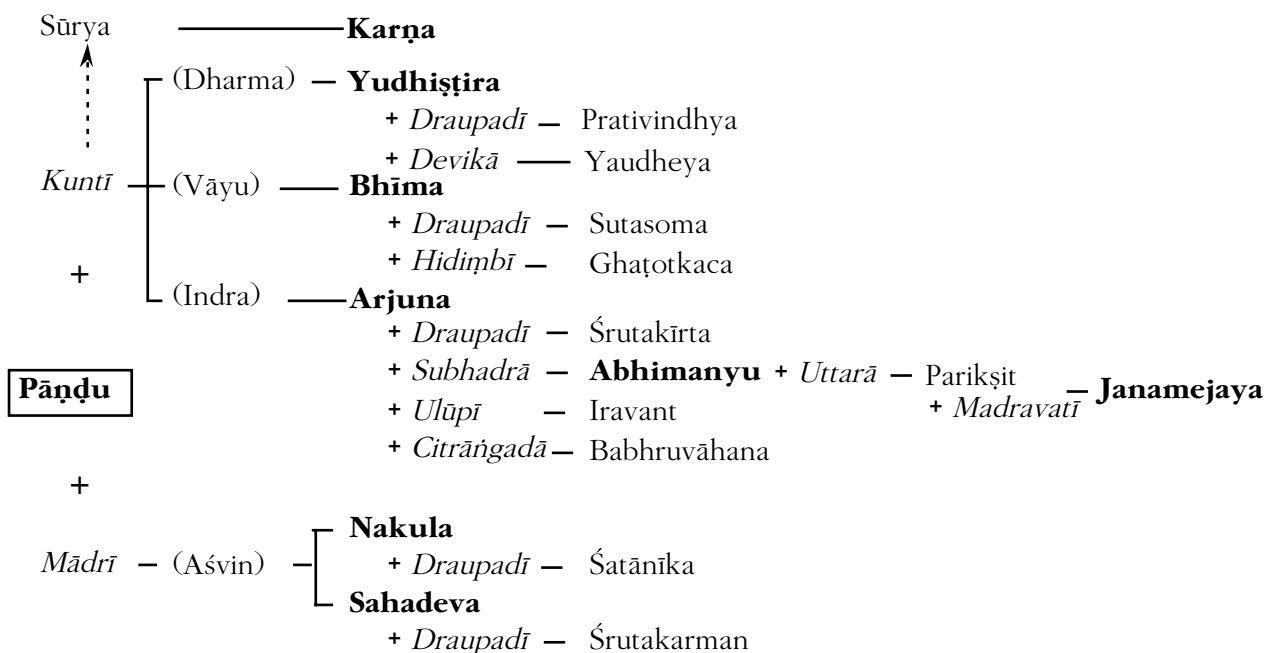 Sūrya Karṇa
(Dharma) Yudhiṣṭira
+ Draupadī Prativindhya
+ Devikā Yaudheya
Kuntī (Vāyu) Bhīma
+ Draupadī Sutasoma
+ Hidiṃbī Ghaṭotkaca
+
(Indra) Arjuna
+ Draupadī Śrutakīrta
+ Subhadrā Abhimanyu + Uttarā Parikṣit
Pāṇḍu
+ Madravatī Janamejaya
+ Ulūpī Iravant
+ Citrāṅgadā Babhruvāhana
+
Nakula
Mādrī (Aśvin) + Draupadī Śatānīka
Sahadeva
+ Draupadī Śrutakarman